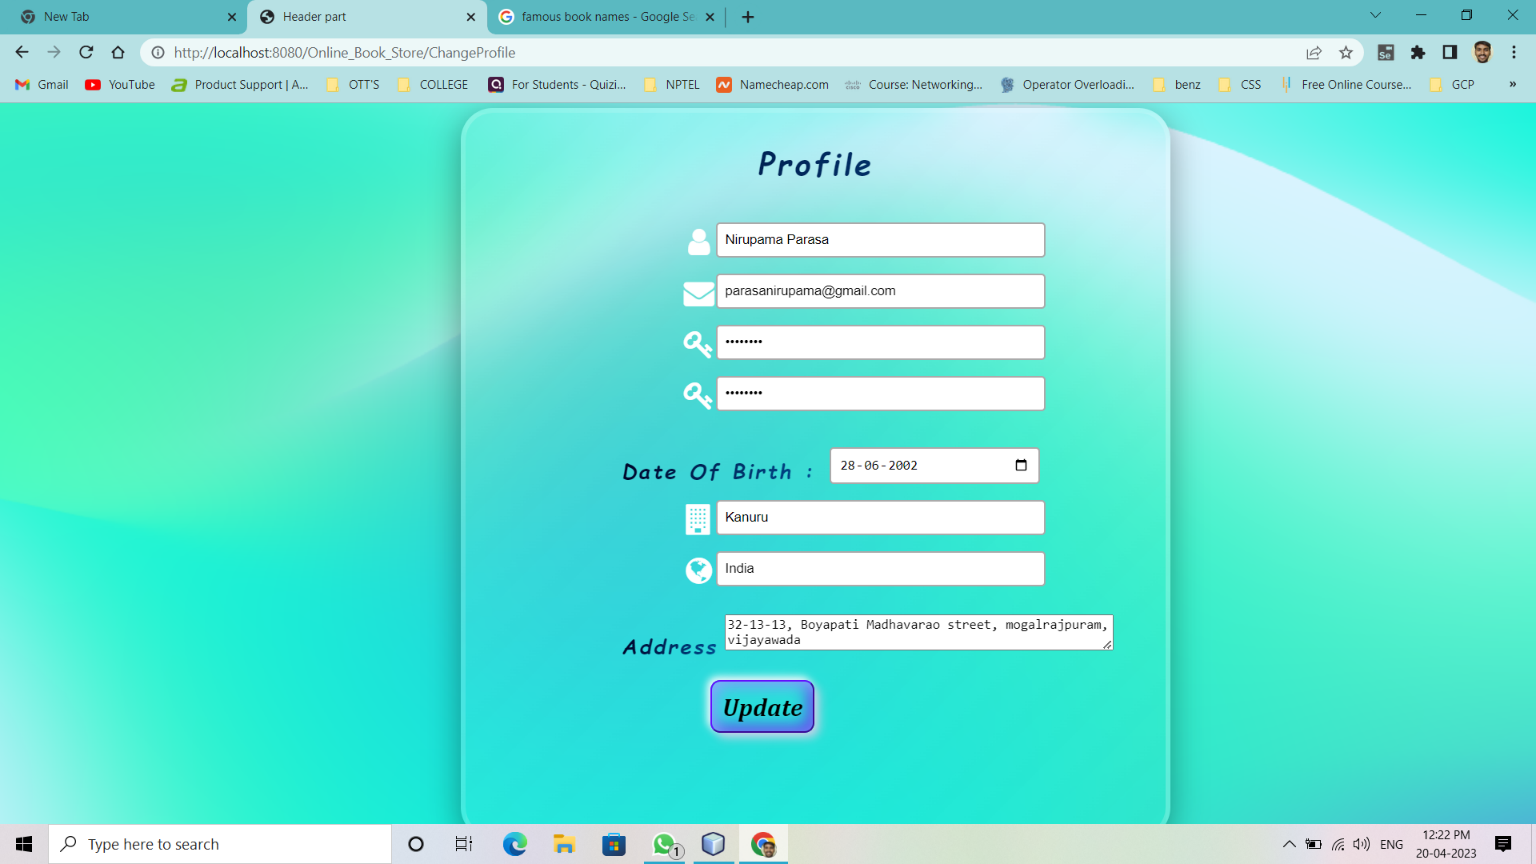 New Tab
Header part
famous book names - Google Se
http://localhost:8080/Online_Book_Store/ChangeProfile
Gmail
YouTube
Product Support | A...
OTT'S
COLLEGE
For Students - Quizi...
NPTEL
Namecheap.com
Course: Networking...
Operator Overloadi...
benz
CSS
Free Online Course...
GCP
»
Profile
Nirupama Parasa
parasanirupama@gmail.com
••••••••
••••••••
Date Of Birth :
28-06-2002
Kanuru
India
Address
32-13-13, Boyapati Madhavarao street, mogalrajpuram,
vijayawada
Update
Type here to search
1
ENG
12:22 PM
20-04-2023